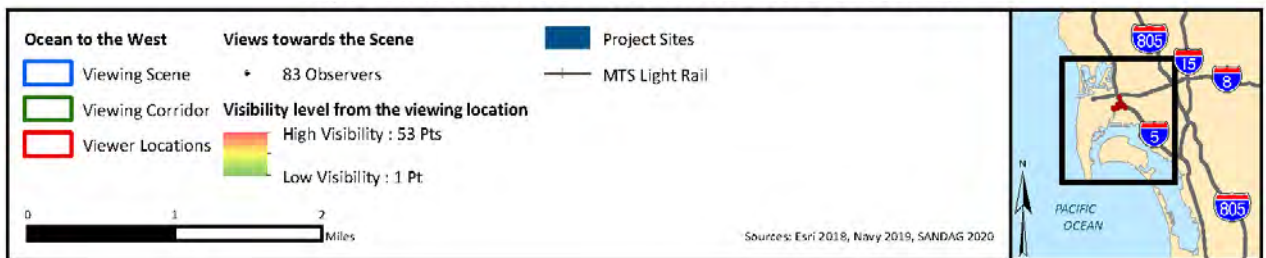 Ocean to the West
Viewing Scene
Viewing Corridor
Viewer Locations
Views towards the Scene
83 Observers
Visibility level from the viewing location
High Visibility : 53 Pts
Low Visibility : 1 Pt
Project Sites
MTS Light Rail
0 1 2
Miles
Sources: Esri 2018, Navy 2019, SANDAG 2020
805
15
8
5
N
PACIFIC
OCEAN
805